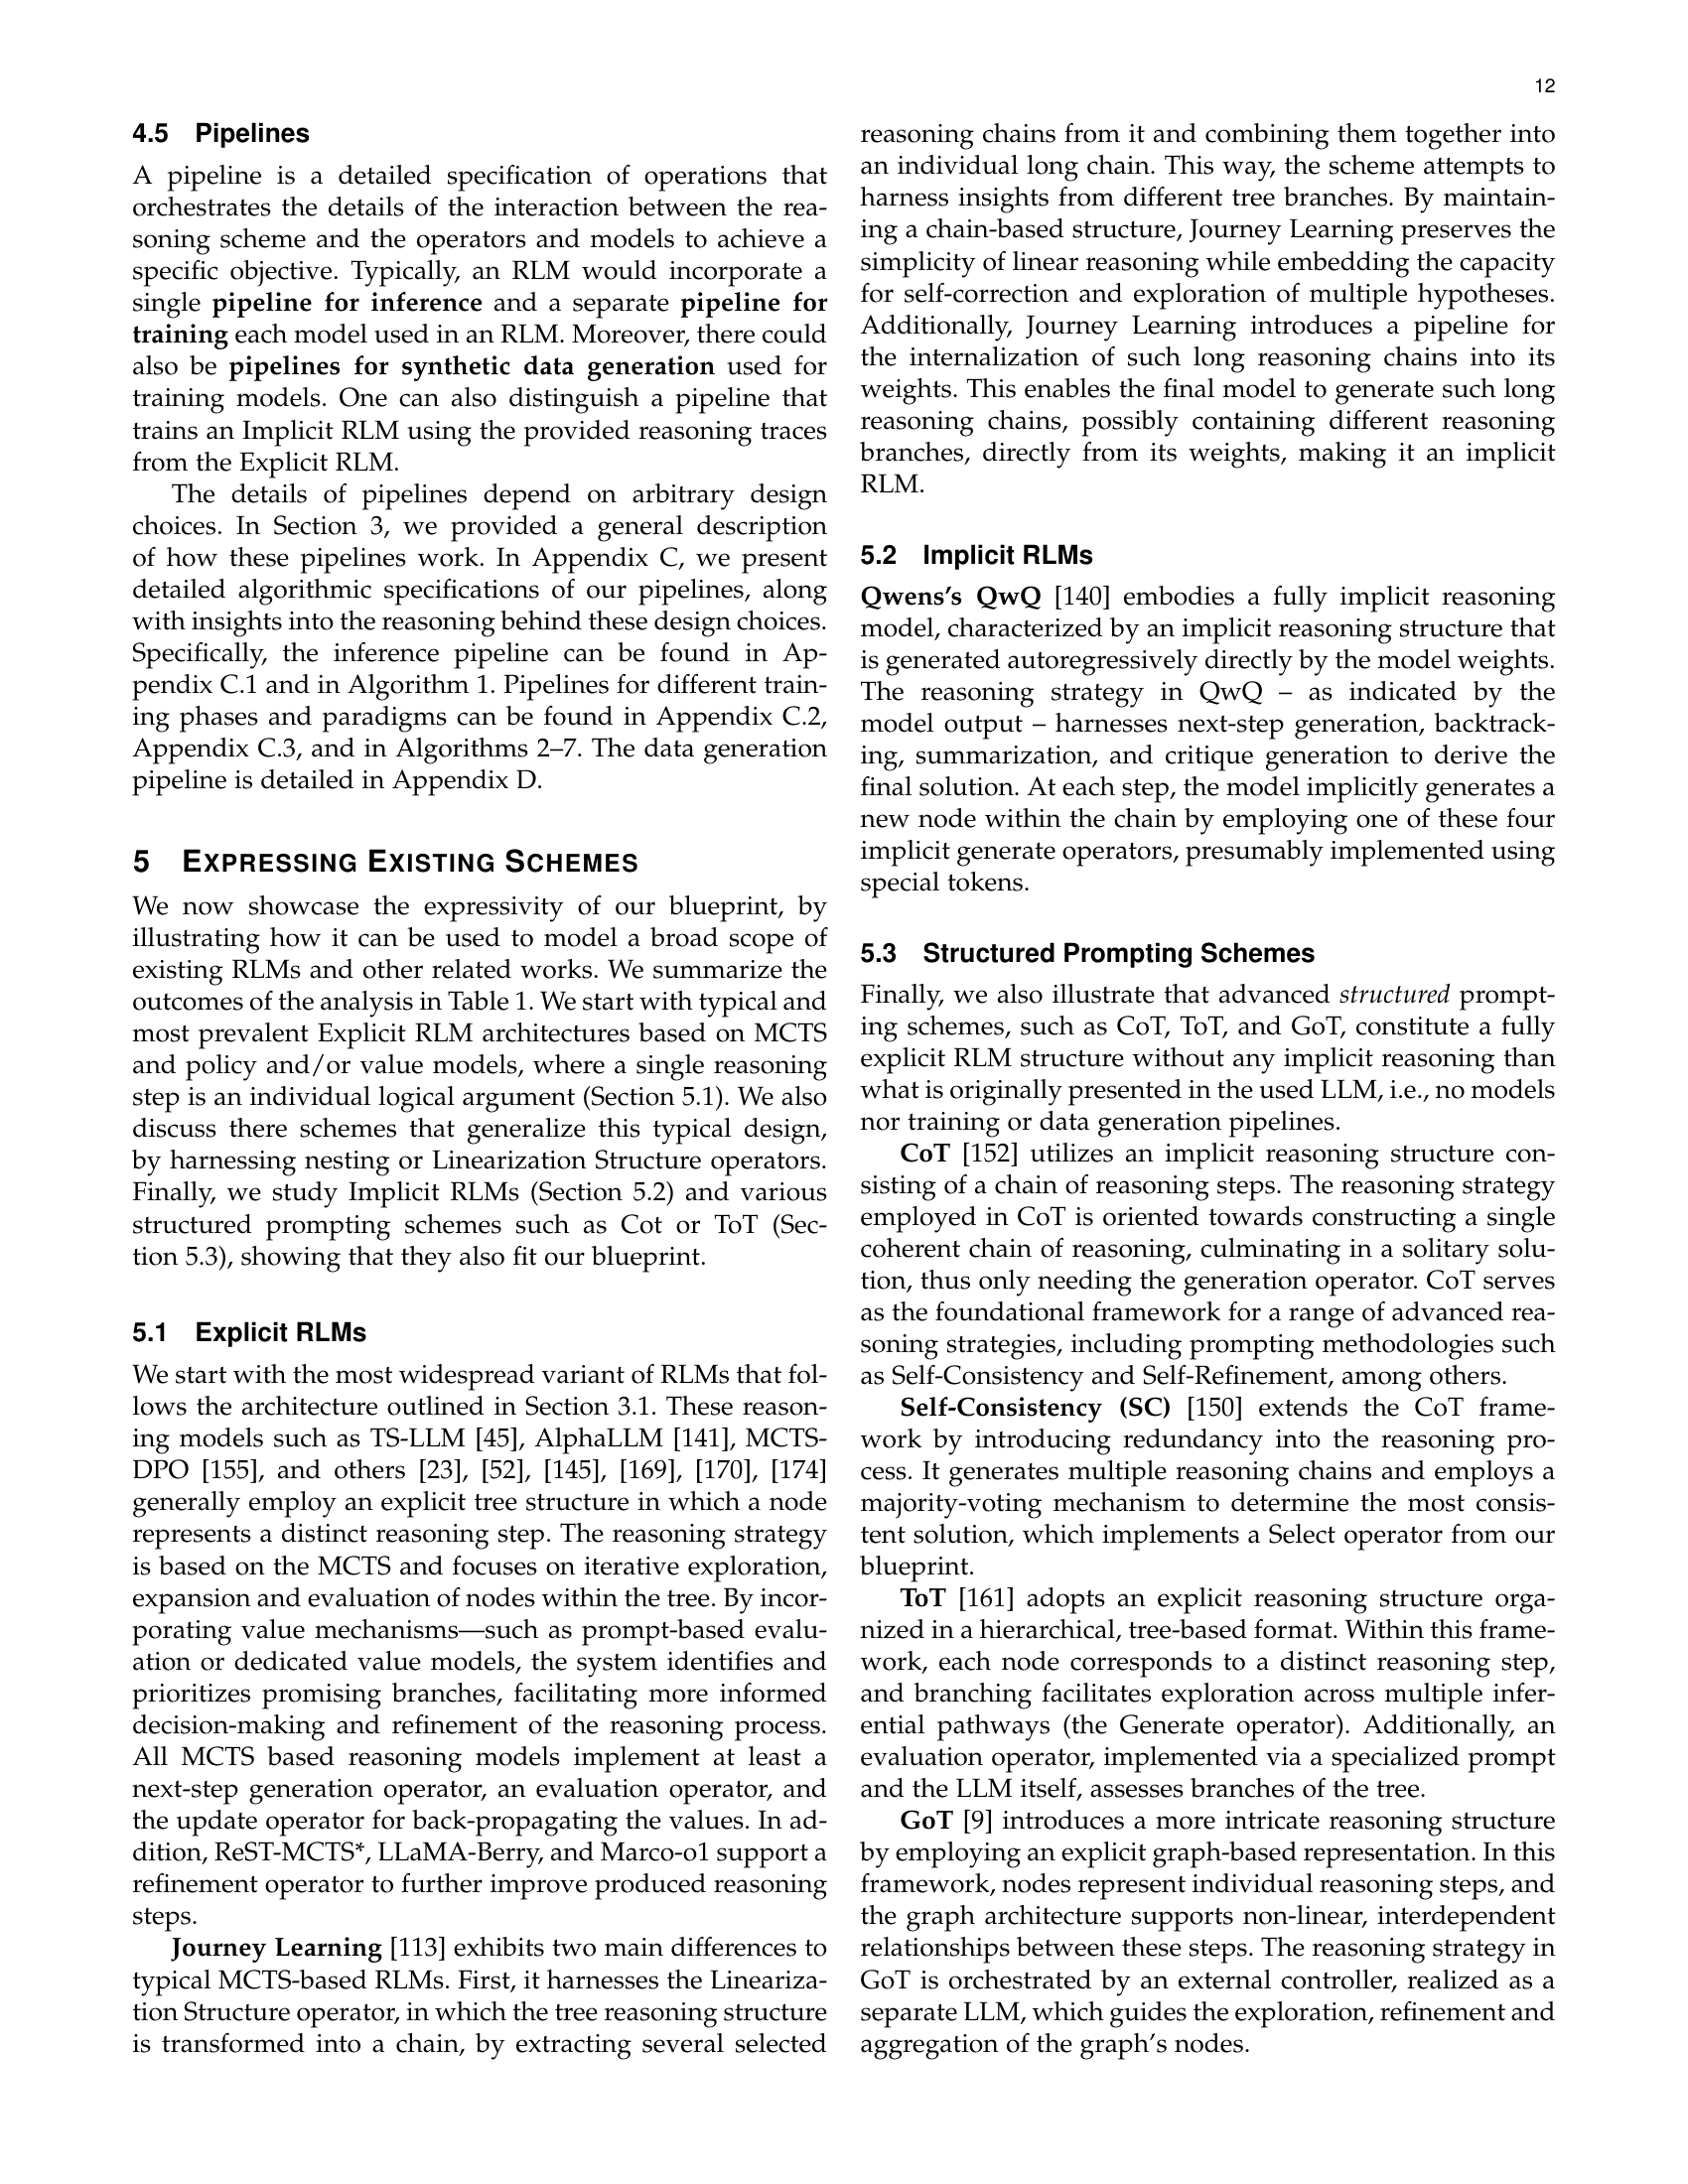 12
4.5 Pipelines
A pipeline is a detailed specification of operations that
orchestrates the details of the interaction between the rea-
soning scheme and the operators and models to achieve a
specific objective. Typically, an RLM would incorporate a
single pipeline for inference and a separate pipeline for
training each model used in an RLM. Moreover, there could
also be pipelines for synthetic data generation used for
training models. One can also distinguish a pipeline that
trains an Implicit RLM using the provided reasoning traces
from the Explicit RLM.
The details of pipelines depend on arbitrary design
choices. In Section 3, we provided a general description
of how these pipelines work. In Appendix C, we present
detailed algorithmic specifications of our pipelines, along
with insights into the reasoning behind these design choices.
Specifically, the inference pipeline can be found in Ap-
pendix C.1 and in Algorithm 1. Pipelines for different train-
ing phases and paradigms can be found in Appendix C.2,
Appendix C.3, and in Algorithms 2–7. The data generation
pipeline is detailed in Appendix D.
5 EXPRESSING EXISTING SCHEMES
We now showcase the expressivity of our blueprint, by
illustrating how it can be used to model a broad scope of
existing RLMs and other related works. We summarize the
outcomes of the analysis in Table 1. We start with typical and
most prevalent Explicit RLM architectures based on MCTS
and policy and/or value models, where a single reasoning
step is an individual logical argument (Section 5.1). We also
discuss there schemes that generalize this typical design,
by harnessing nesting or Linearization Structure operators.
Finally, we study Implicit RLMs (Section 5.2) and various
structured prompting schemes such as Cot or ToT (Sec-
tion 5.3), showing that they also fit our blueprint.
5.1 Explicit RLMs
We start with the most widespread variant of RLMs that fol-
lows the architecture outlined in Section 3.1. These reason-
ing models such as TS-LLM [45], AlphaLLM [141], MCTS-
DPO [155], and others [23], [52], [145], [169], [170], [174]
generally employ an explicit tree structure in which a node
represents a distinct reasoning step. The reasoning strategy
is based on the MCTS and focuses on iterative exploration,
expansion and evaluation of nodes within the tree. By incor-
porating value mechanisms—such as prompt-based evalu-
ation or dedicated value models, the system identifies and
prioritizes promising branches, facilitating more informed
decision-making and refinement of the reasoning process.
All MCTS based reasoning models implement at least a
next-step generation operator, an evaluation operator, and
the update operator for back-propagating the values. In ad-
dition, ReST-MCTS*, LLaMA-Berry, and Marco-o1 support a
refinement operator to further improve produced reasoning
steps.
Journey Learning [113] exhibits two main differences to
typical MCTS-based RLMs. First, it harnesses the Lineariza-
tion Structure operator, in which the tree reasoning structure
is transformed into a chain, by extracting several selected
reasoning chains from it and combining them together into
an individual long chain. This way, the scheme attempts to
harness insights from different tree branches. By maintain-
ing a chain-based structure, Journey Learning preserves the
simplicity of linear reasoning while embedding the capacity
for self-correction and exploration of multiple hypotheses.
Additionally, Journey Learning introduces a pipeline for
the internalization of such long reasoning chains into its
weights. This enables the final model to generate such long
reasoning chains, possibly containing different reasoning
branches, directly from its weights, making it an implicit
RLM.
5.2 Implicit RLMs
Qwens's QwQ [140] embodies a fully implicit reasoning
model, characterized by an implicit reasoning structure that
is generated autoregressively directly by the model weights.
The reasoning strategy in QwQ – as indicated by the
model output – harnesses next-step generation, backtrack-
ing, summarization, and critique generation to derive the
final solution. At each step, the model implicitly generates a
new node within the chain by employing one of these four
implicit generate operators, presumably implemented using
special tokens.
5.3 Structured Prompting Schemes
Finally, we also illustrate that advanced structured prompt-
ing schemes, such as CoT, ToT, and GoT, constitute a fully
explicit RLM structure without any implicit reasoning than
what is originally presented in the used LLM, i.e., no models
nor training or data generation pipelines.
CoT [152] utilizes an implicit reasoning structure con-
sisting of a chain of reasoning steps. The reasoning strategy
employed in CoT is oriented towards constructing a single
coherent chain of reasoning, culminating in a solitary solu-
tion, thus only needing the generation operator. CoT serves
as the foundational framework for a range of advanced rea-
soning strategies, including prompting methodologies such
as Self-Consistency and Self-Refinement, among others.
Self-Consistency (SC) [150] extends the CoT frame-
work by introducing redundancy into the reasoning pro-
cess. It generates multiple reasoning chains and employs a
majority-voting mechanism to determine the most consis-
tent solution, which implements a Select operator from our
blueprint.
ToT [161] adopts an explicit reasoning structure orga-
nized in a hierarchical, tree-based format. Within this frame-
work, each node corresponds to a distinct reasoning step,
and branching facilitates exploration across multiple infer-
ential pathways (the Generate operator). Additionally, an
evaluation operator, implemented via a specialized prompt
and the LLM itself, assesses branches of the tree.
GoT [9] introduces a more intricate reasoning structure
by employing an explicit graph-based representation. In this
framework, nodes represent individual reasoning steps, and
the graph architecture supports non-linear, interdependent
relationships between these steps. The reasoning strategy in
GoT is orchestrated by an external controller, realized as a
separate LLM, which guides the exploration, refinement and
aggregation of the graph's nodes.